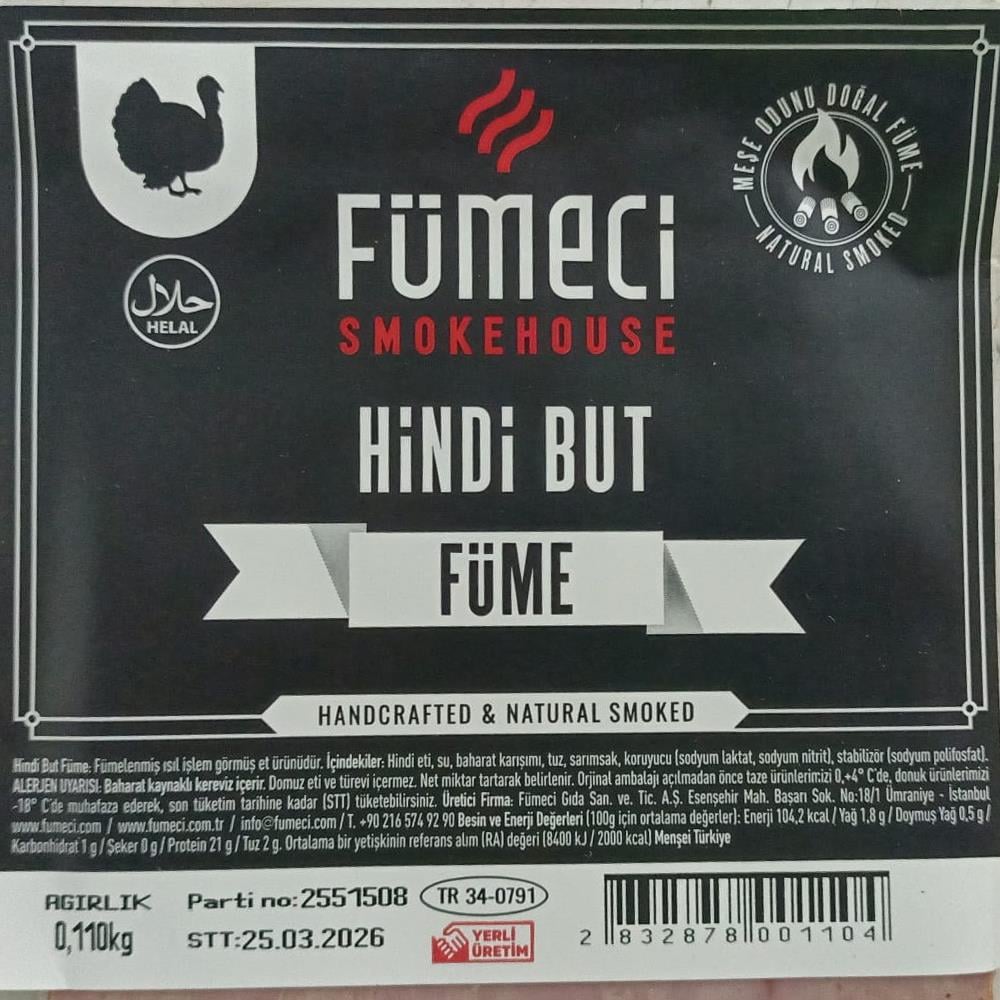 MEŞE ODUNU DOĞAL FÜME
NATURAL SMOKED
حلال
HELAL
FÜMECİ
SMOKEHOUSE
HİNDİ BUT
FÜME
HANDCRAFTED & NATURAL SMOKED
Hindi But Füme: Fümelenmiş ısıl işlem görmüş et ürünüdür. İçindekiler: Hindi eti, su, baharat karışımı, tuz, sarımsak, koruyucu (sodyum laktat, sodyum nitrit), stabilizör (sodyum polifosfat).
ALERJEN UYARISI: Baharat kaynaklı kereviz içerir. Domuz eti ve türevi içermez. Net miktar tartarak belirlenir. Orjinal ambalajı açılmadan önce taze ürünlerimizi 0,+4° C'de, donuk ürünlerimizi
-18° C'de muhafaza ederek, son tüketim tarihine kadar (STT) tüketebilirsiniz. Üretici Firma: Fümeci Gıda San. ve. Tic. A.Ş. Esenşehir Mah. Başarı Sok. No:18/1 Ümraniye - İstanbul
www.fumeci.com / www.fumeci.com.tr / info@fumeci.com / T. +90 216 574 92 90 Besin ve Enerji Değerleri (100g için ortalama değerler): Enerji 104,2 kcal / Yağ 1,8 g / Doymuş Yağ 0,5 g /
Karbonhidrat 1 g / Şeker 0 g / Protein 21 g / Tuz 2 g. Ortalama bir yetişkinin referans alım (RA) değeri (8400 kJ / 2000 kcal) Menşei Türkiye
AGIRLIK
0,110kg
Parti no:2551508
STT:25.03.2026
TR 34-0791
YERLİ
ÜRETİM
2 832878 001104